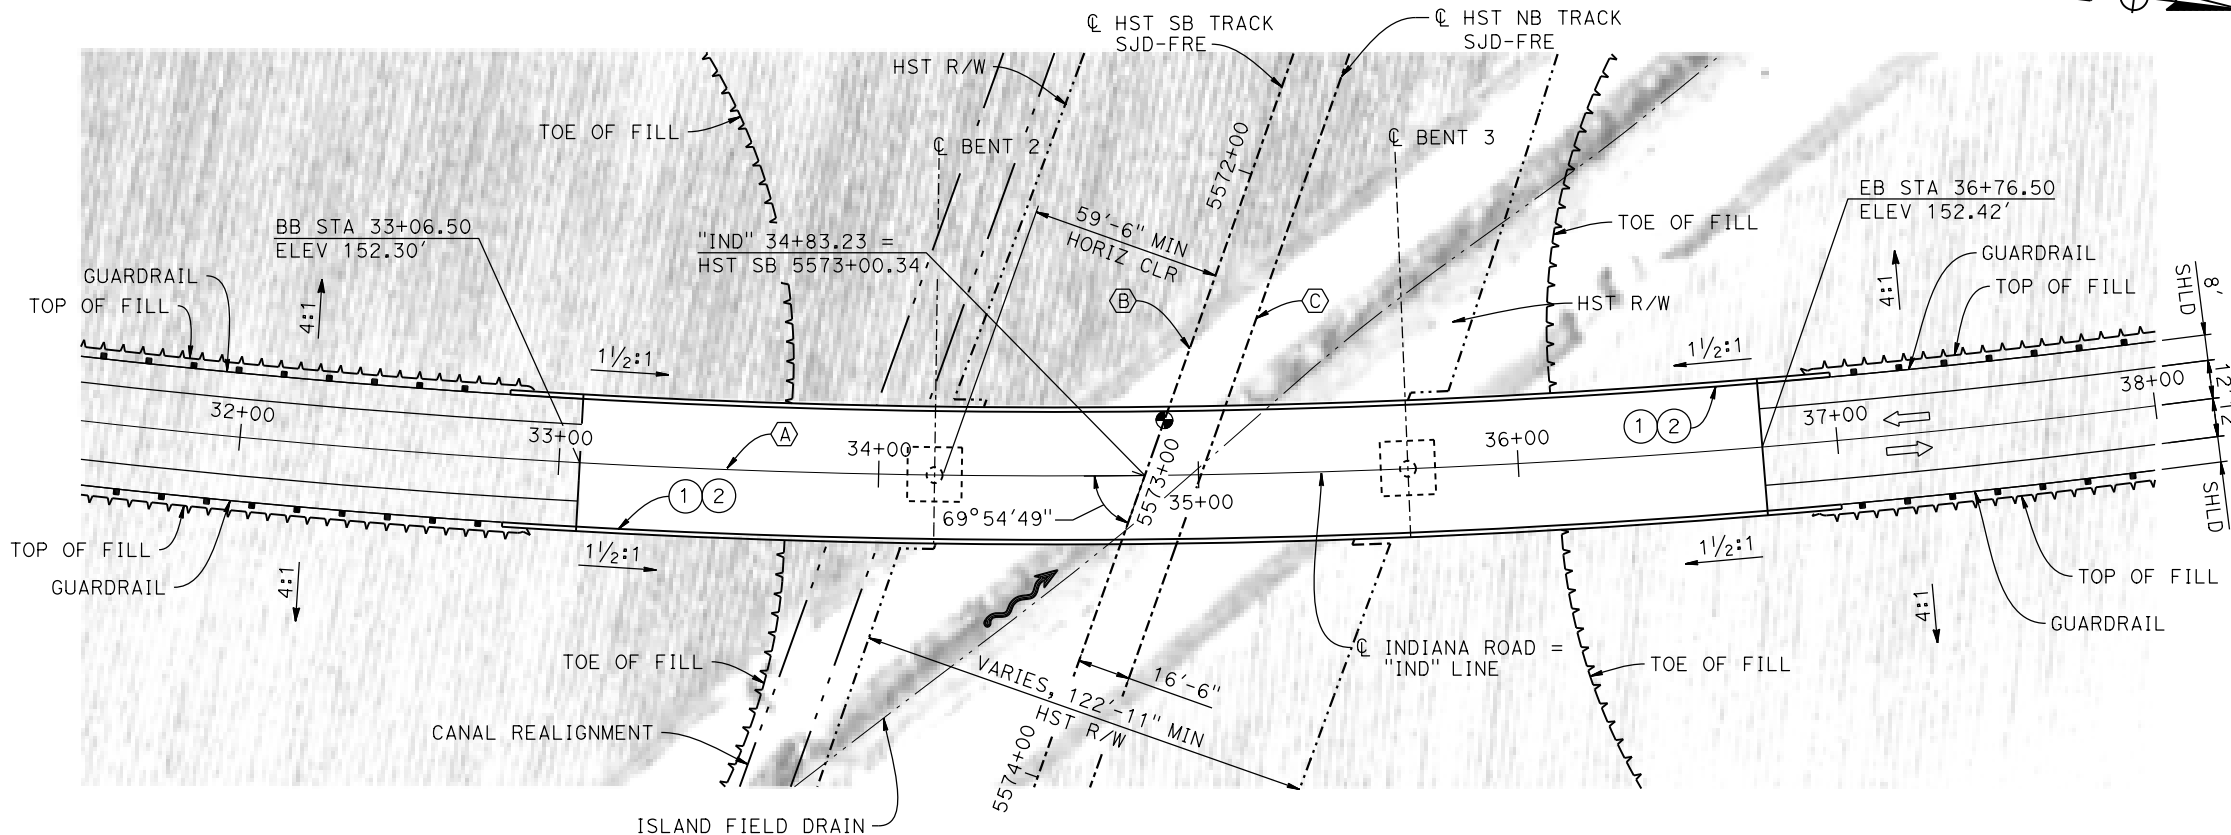 ℄ HST SB TRACK
SJD-FRE
℄ HST NB TRACK
SJD-FRE
HST R/W
TOE OF FILL
℄ BENT 2
5572+00
℄ BENT 3
BB STA 33+06.50
ELEV 152.30'
"IND" 34+83.23 =
HST SB 5573+00.34
59'-6" MIN
HORIZ CLR
EB STA 36+76.50
ELEV 152.42'
TOE OF FILL
GUARDRAIL
TOP OF FILL
4:1
GUARDRAIL
TOP OF FILL
4:1
B
C
HST R/W
8'
SHLD
1½:1
1½:1
32+00
33+00
A
34+00
35+00
36+00
37+00
38+00
12'
12'
1 2
1 2
69°54'49"
5573+00
SHLD
TOP OF FILL
GUARDRAIL
4:1
1½:1
1½:1
TOP OF FILL
GUARDRAIL
4:1
TOE OF FILL
CANAL REALIGNMENT
ISLAND FIELD DRAIN
VARIES, 122'-11" MIN
HST R/W
16'-6"
5574+00
℄ INDIANA ROAD =
"IND" LINE
TOE OF FILL